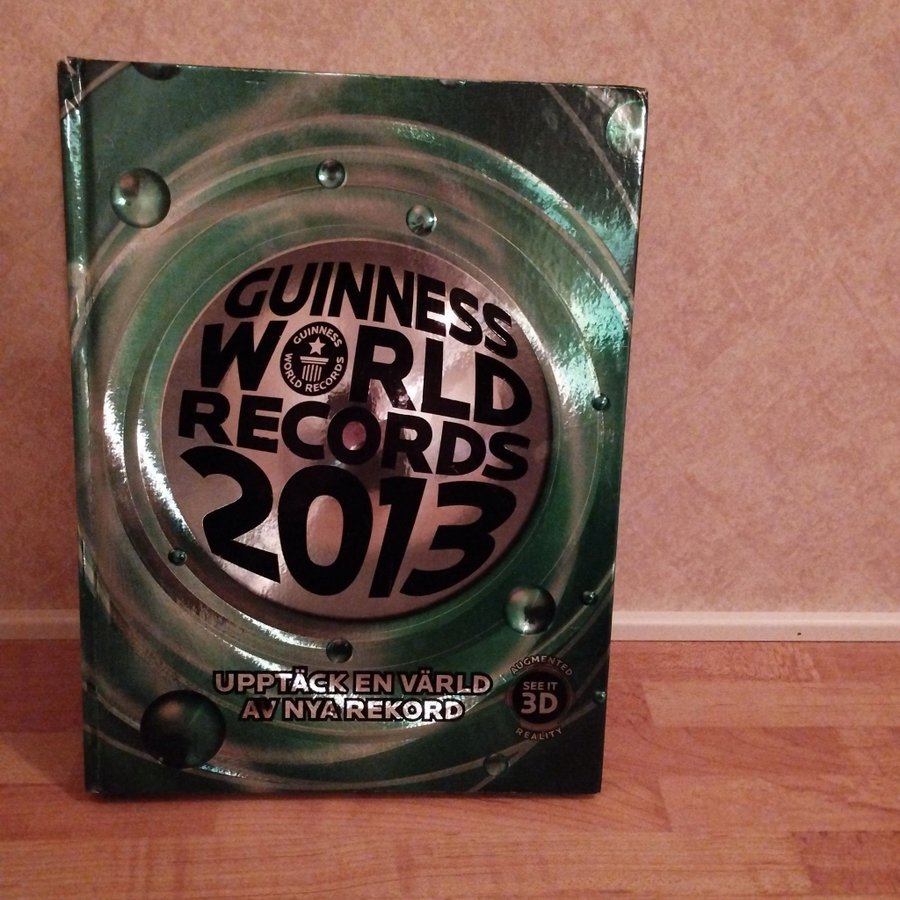 GUINNESS
WORLD
GUINNESS
WORLD RECORDS
RECORDS
2013
UPPTÄCK EN VÄRLD
AV NYA REKORD
AUGMENTED
SEE IT
3D
REALITY